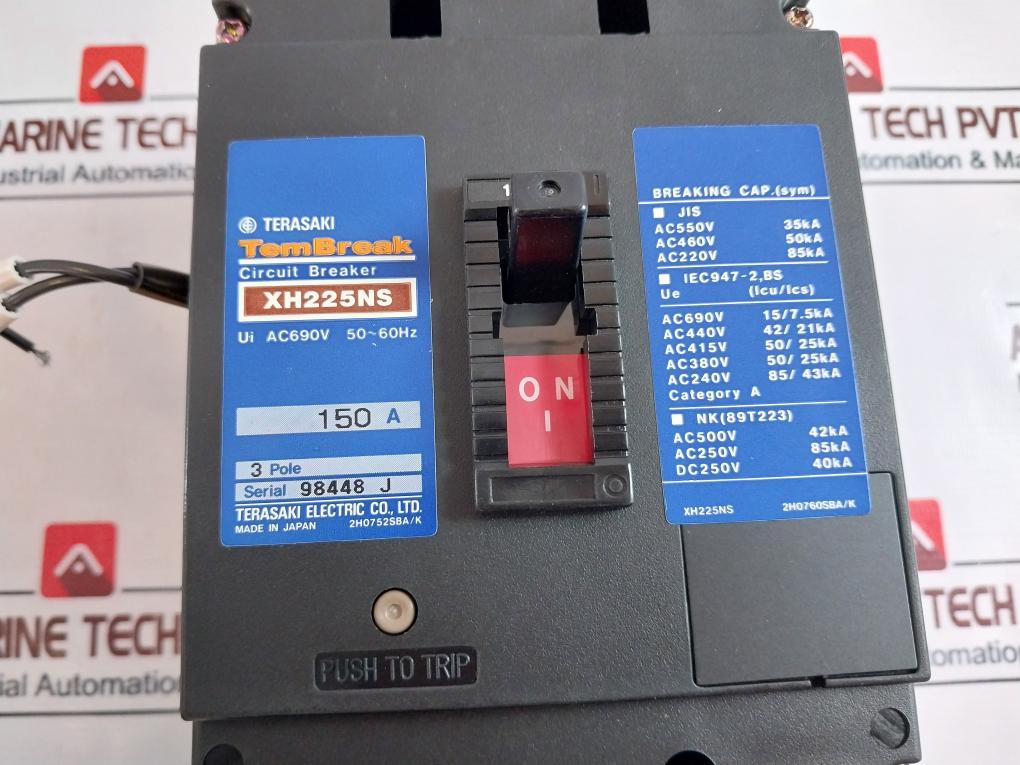 TERASAKI
TemBreak
Circuit Breaker
XH225NS
Ui AC690V 50~60Hz
150 A
3 Pole
Serial 98448 J
TERASAKI ELECTRIC CO., LTD.
MADE IN JAPAN 2H0752SBA/K
PUSH TO TRIP
1
ON
I
BREAKING CAP.(sym)
JIS
AC550V 35kA
AC460V 50kA
AC220V 85kA
IEC947-2,BS
Ue (Icu/Ics)
AC690V 15/7.5kA
AC440V 42/ 21kA
AC415V 50/ 25kA
AC380V 50/ 25kA
AC240V 85/ 43kA
Category A
NK(89T223)
AC500V 42kA
AC250V 85kA
DC250V 40kA
XH225NS 2H0760SBA/K
ARINE TECH
ustrial Automation
TECH PVT
tomation & Ma
RINE TECH
ial Automation
TECH
omation